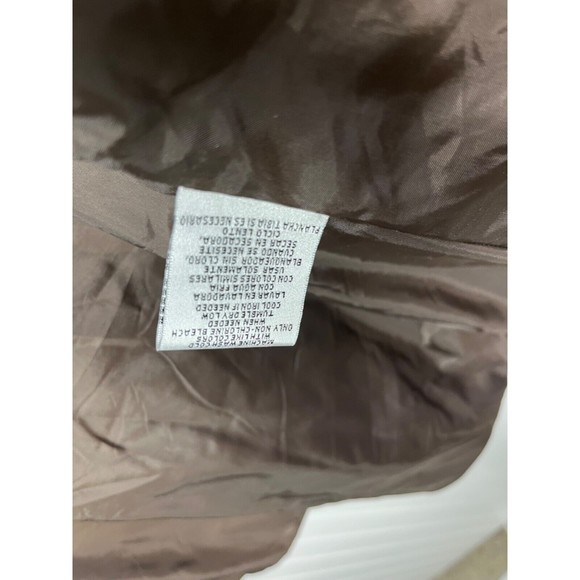 MACHINE WASH COLD
WITH LIKE COLORS
ONLY NON-CHLORINE BLEACH
WHEN NEEDED
TUMBLE DRY LOW
COOL IRON IF NEEDED
LAVAR EN LAVADORA
CON AGUA FRIA
CON COLORES SIMILARES
USAR SOLAMENTE
BLANQUEADOR SIN CLORO,
CUANDO SE NECESITE
SECAR EN SECADORA,
CICLO LENTO
PLANCHA TIBIA SI ES NECESARIO